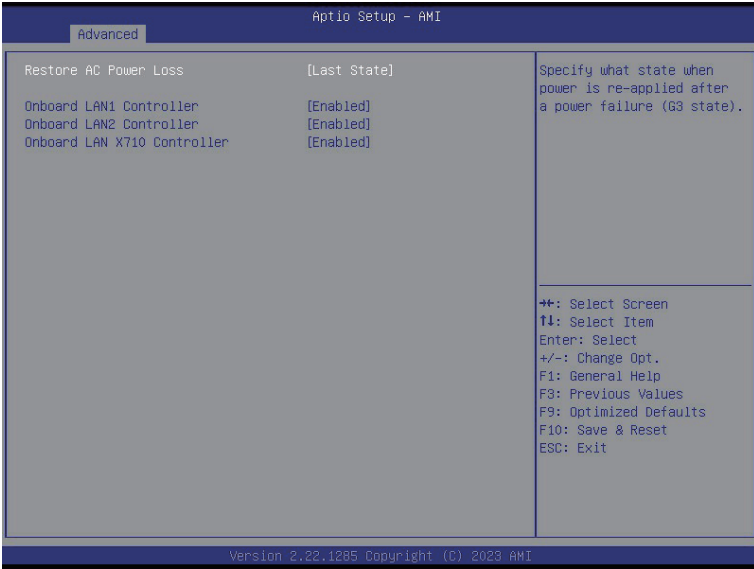 Aptio Setup – AMI
Advanced
Restore AC Power Loss [Last State]
Onboard LAN1 Controller [Enabled]
Onboard LAN2 Controller [Enabled]
Onboard LAN X710 Controller [Enabled]
Specify what state when
power is re-applied after
a power failure (G3 state).
→←: Select Screen
↑↓: Select Item
Enter: Select
+/-: Change Opt.
F1: General Help
F3: Previous Values
F9: Optimized Defaults
F10: Save & Reset
ESC: Exit
Version 2.22.1285 Copyright (C) 2023 AMI